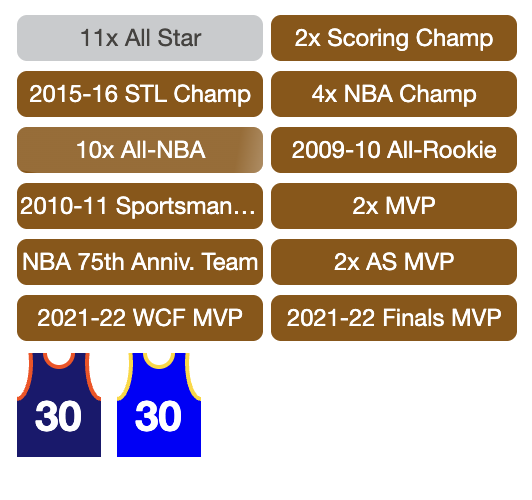 11x All Star
2x Scoring Champ
2015-16 STL Champ
4x NBA Champ
10x All-NBA
2009-10 All-Rookie
2010-11 Sportsman…
2x MVP
NBA 75th Anniv. Team
2x AS MVP
2021-22 WCF MVP
2021-22 Finals MVP
30
30